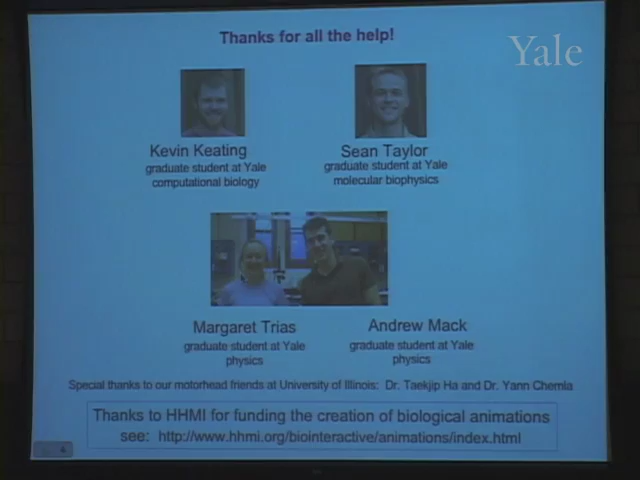 Thanks for all the help!
Yale
Kevin Keating
graduate student at Yale
computational biology
Sean Taylor
graduate student at Yale
molecular biophysics
Margaret Trias
graduate student at Yale
physics
Andrew Mack
graduate student at Yale
physics
Special thanks to our motorhead friends at University of Illinois: Dr. Taekjip Ha and Dr. Yann Chemla
Thanks to HHMI for funding the creation of biological animations
see: http://www.hhmi.org/biointeractive/animations/index.html